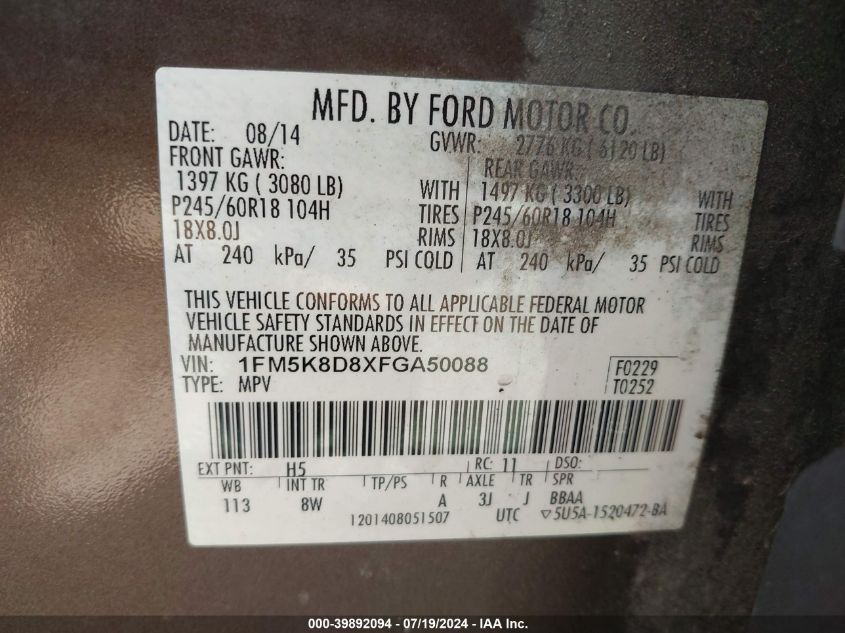 MFD. BY FORD MOTOR CO.
DATE: 08/14 GVWR: 2776 KG ( 6120 LB)
FRONT GAWR: REAR GAWR:
1397 KG ( 3080 LB) WITH 1497 KG ( 3300 LB) WITH
P245/60R18 104H TIRES P245/60R18 104H TIRES
18X8.0J RIMS 18X8.0J RIMS
AT 240 kPa/ 35 PSI COLD AT 240 kPa/ 35 PSI COLD
THIS VEHICLE CONFORMS TO ALL APPLICABLE FEDERAL MOTOR
VEHICLE SAFETY STANDARDS IN EFFECT ON THE DATE OF
MANUFACTURE SHOWN ABOVE.
VIN: 1FM5K8D8XFGA50088 F0229
TYPE: MPV T0252
EXT PNT: H5 RC: 11 DSO:
WB INT TR TP/PS R AXLE TR SPR
113 8W A 3J J BBAA
1201408051507 UTC ▽5U5A-1520472-BA
000-39892094 - 07/19/2024 - IAA Inc.